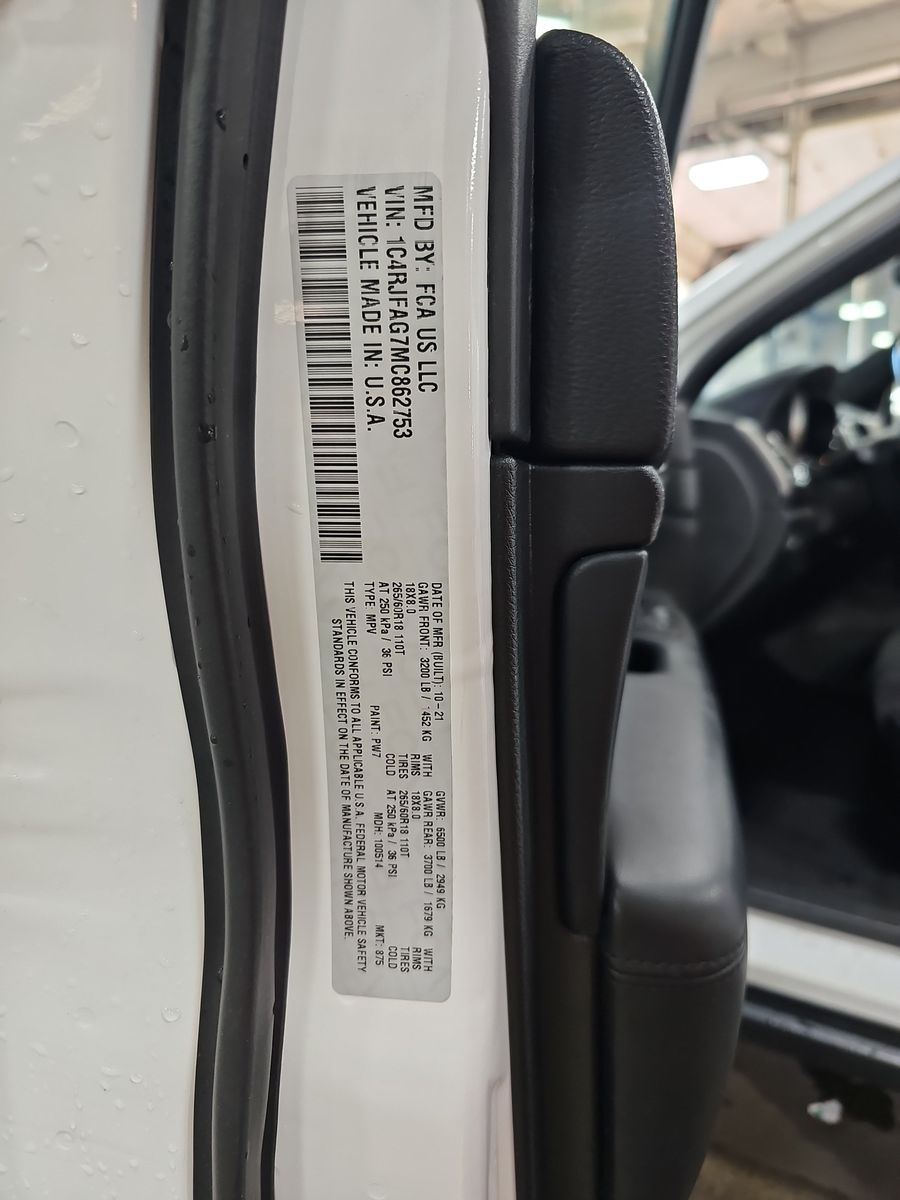 MFD BY: FCA US LLC
VIN: 1C4RJFAG7MC862753
VEHICLE MADE IN: U.S.A.
DATE OF MFR (BUILT): 10-21
GVWR: 6500 LB / 2949 KG
GAWR FRONT: 3200 LB / 1452 KG WITH
GAWR REAR: 3700 LB / 1679 KG WITH
18X8.0 RIMS
18X8.0 RIMS
265/60R18 110T TIRES
265/60R18 110T TIRES
AT 250 kPa / 36 PSI COLD
AT 250 kPa / 36 PSI COLD
TYPE: MPV PAINT: PW7 MDH: 100514 MKT: 875
THIS VEHICLE CONFORMS TO ALL APPLICABLE U.S.A. FEDERAL MOTOR VEHICLE SAFETY
STANDARDS IN EFFECT ON THE DATE OF MANUFACTURE SHOWN ABOVE.